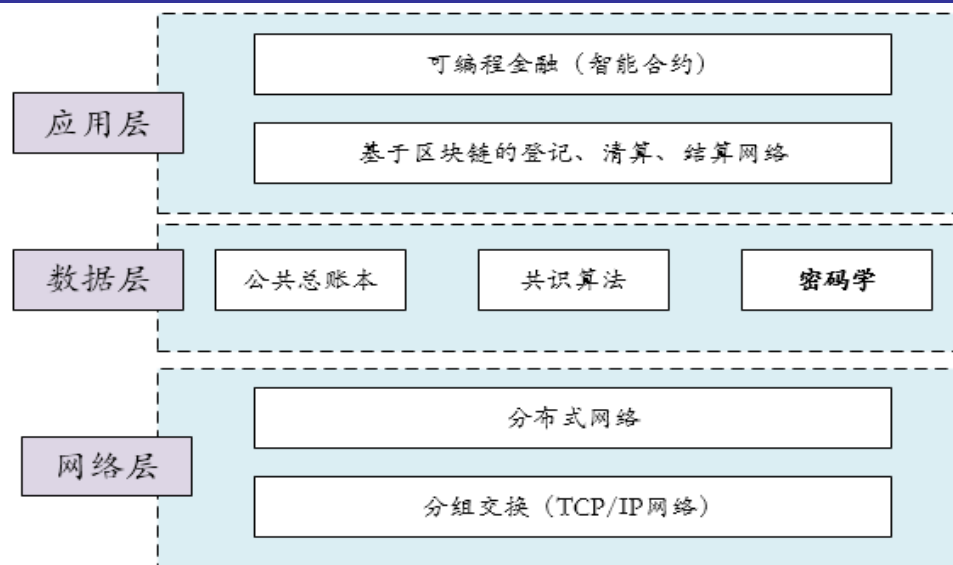 应用层
可编程金融（智能合约）
基于区块链的登记、清算、结算网络
数据层
公共总账本
共识算法
密码学
网络层
分布式网络
分组交换（TCP/IP网络）